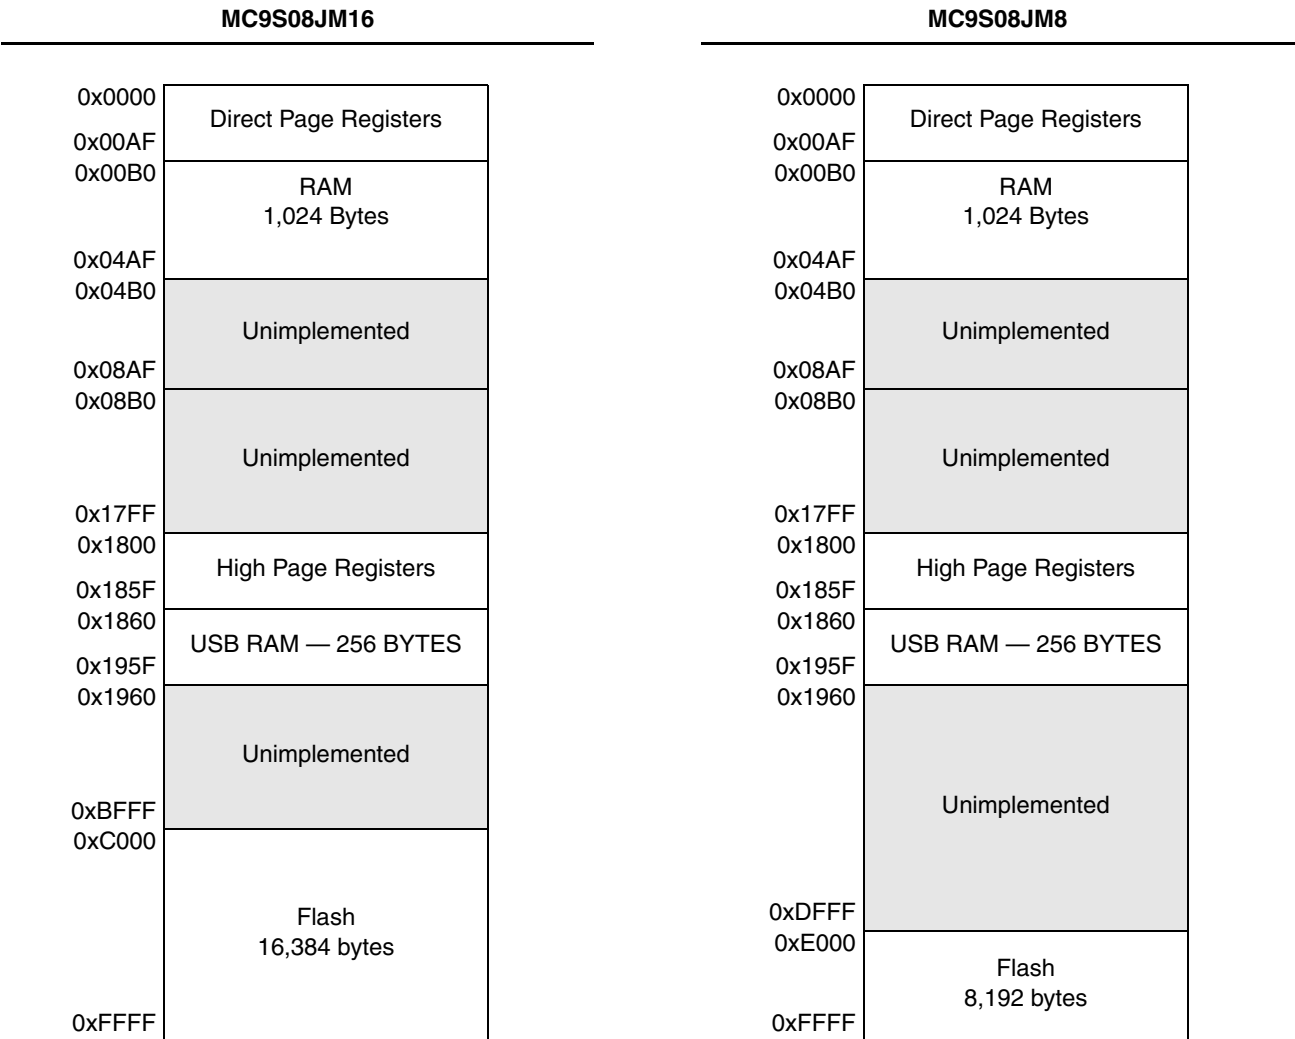 MC9S08JM16
0x0000
Direct Page Registers
0x00AF
0x00B0
RAM
1,024 Bytes
0x04AF
0x04B0
Unimplemented
0x08AF
0x08B0
Unimplemented
0x17FF
0x1800
High Page Registers
0x185F
0x1860
USB RAM — 256 BYTES
0x195F
0x1960
Unimplemented
0xBFFF
0xC000
Flash
16,384 bytes
0xFFFF
MC9S08JM8
0x0000
Direct Page Registers
0x00AF
0x00B0
RAM
1,024 Bytes
0x04AF
0x04B0
Unimplemented
0x08AF
0x08B0
Unimplemented
0x17FF
0x1800
High Page Registers
0x185F
0x1860
USB RAM — 256 BYTES
0x195F
0x1960
Unimplemented
0xDFFF
0xE000
Flash
8,192 bytes
0xFFFF